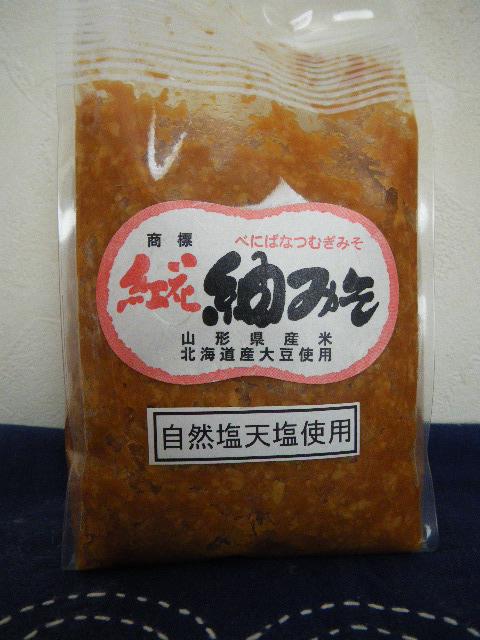 商標
べにばなつむぎみそ
紅花 紬みそ
山形県産米
北海道産大豆使用
自然塩天塩使用